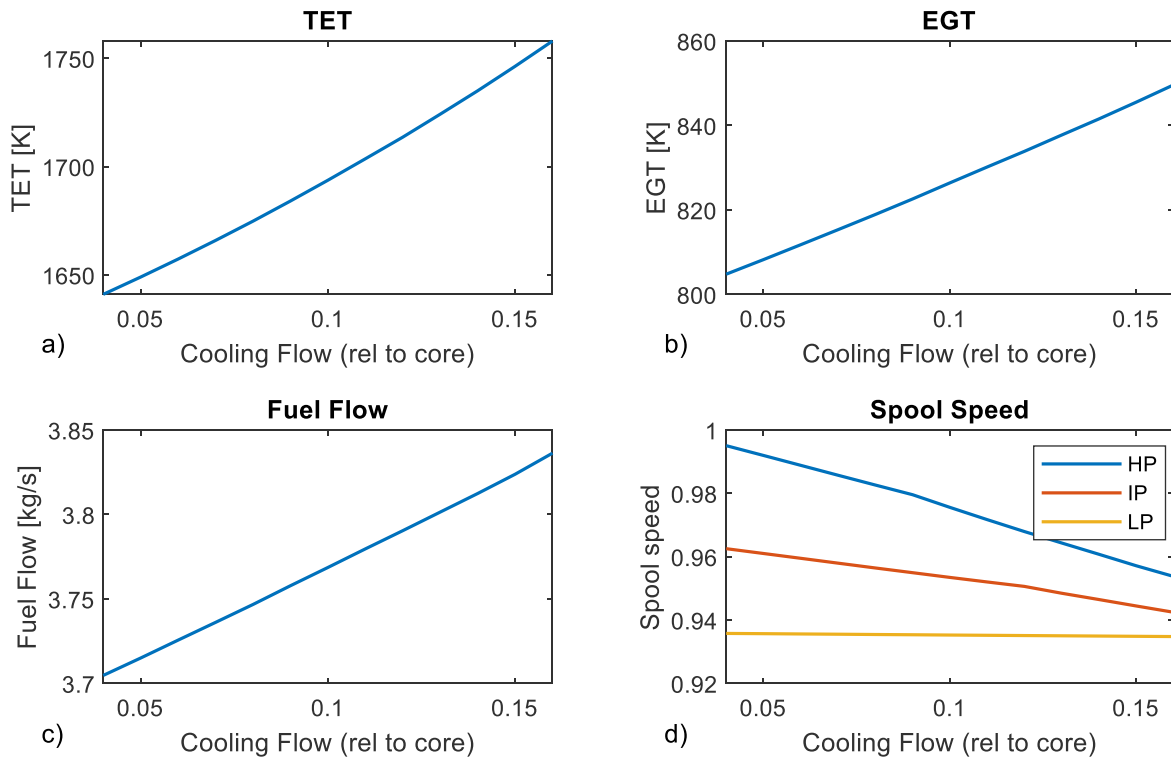 TET
TET [K]
1750
1700
1650
0.05
0.1
0.15
a)
Cooling Flow (rel to core)
EGT
EGT [K]
860
840
820
800
0.05
0.1
0.15
b)
Cooling Flow (rel to core)
Fuel Flow
Fuel Flow [kg/s]
3.85
3.8
3.75
3.7
0.05
0.1
0.15
c)
Cooling Flow (rel to core)
Spool Speed
Spool speed
1
0.98
0.96
0.94
0.92
HP
IP
LP
0.05
0.1
0.15
d)
Cooling Flow (rel to core)